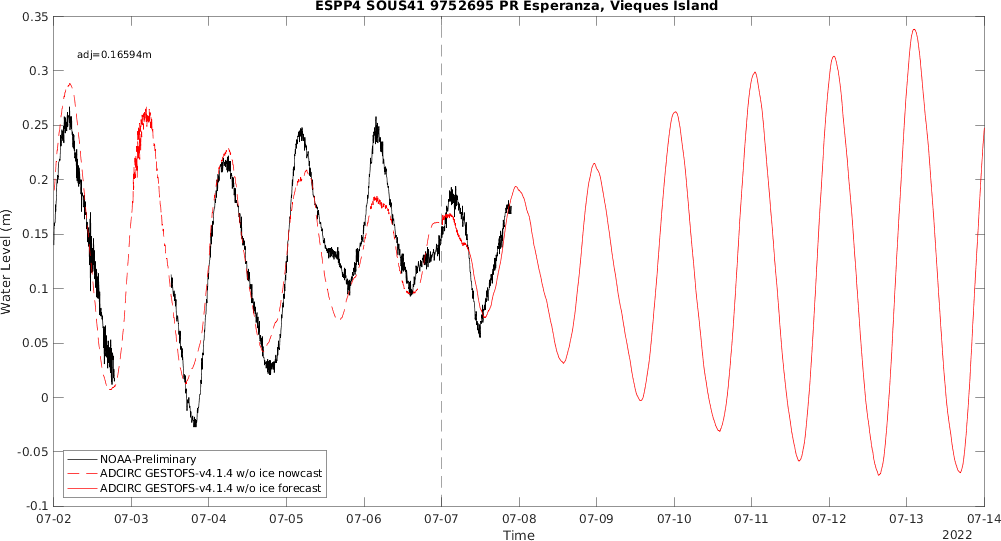 ESPP4 SOUS41 9752695 PR Esperanza, Vieques Island
adj=0.16594m
0.35
0.3
0.25
0.2
0.15
0.1
0.05
0
-0.05
-0.1
Water Level (m)
NOAA-Preliminary
ADCIRC GESTOFS-v4.1.4 w/o ice nowcast
ADCIRC GESTOFS-v4.1.4 w/o ice forecast
07-02 07-03 07-04 07-05 07-06 07-07 07-08 07-09 07-10 07-11 07-12 07-13 07-14
Time
2022